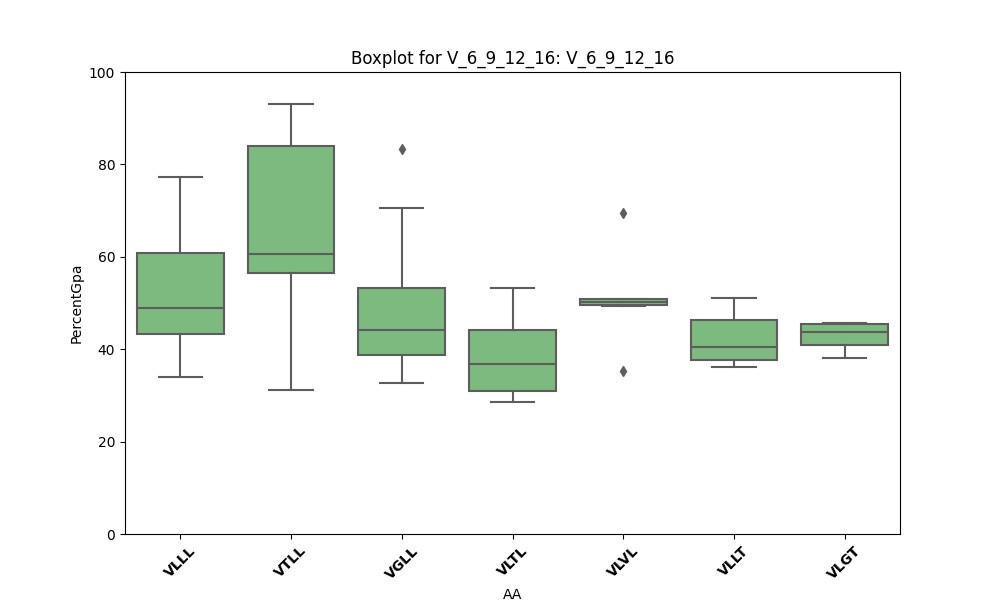 Boxplot for V_6_9_12_16: V_6_9_12_16
100
80
60
40
20
0
PercentGpa
VLLL
VTLL
VGLL
VLTL
VLVL
VLLT
VLGT
AA